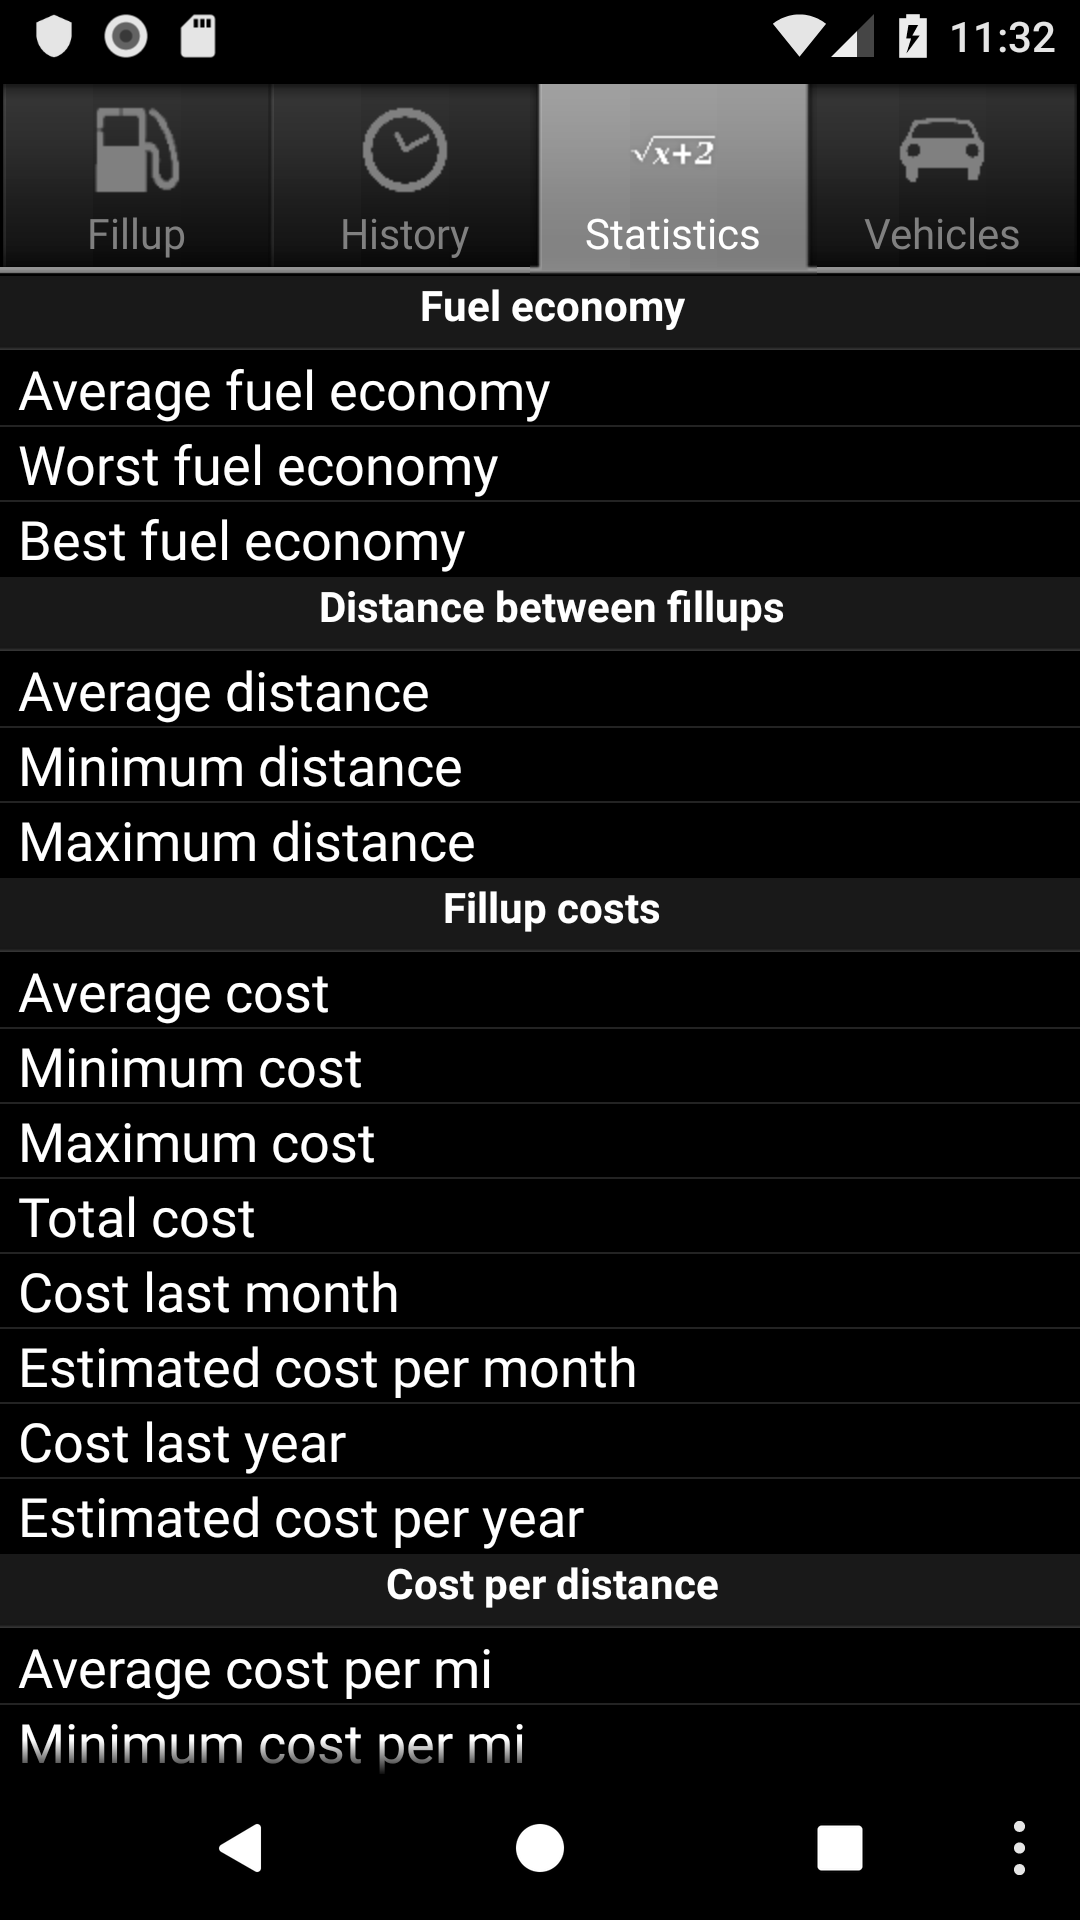 11:32
√x+2
Fillup
History
Statistics
Vehicles
Fuel economy
Average fuel economy
Worst fuel economy
Best fuel economy
Distance between fillups
Average distance
Minimum distance
Maximum distance
Fillup costs
Average cost
Minimum cost
Maximum cost
Total cost
Cost last month
Estimated cost per month
Cost last year
Estimated cost per year
Cost per distance
Average cost per mi
Minimum cost per mi